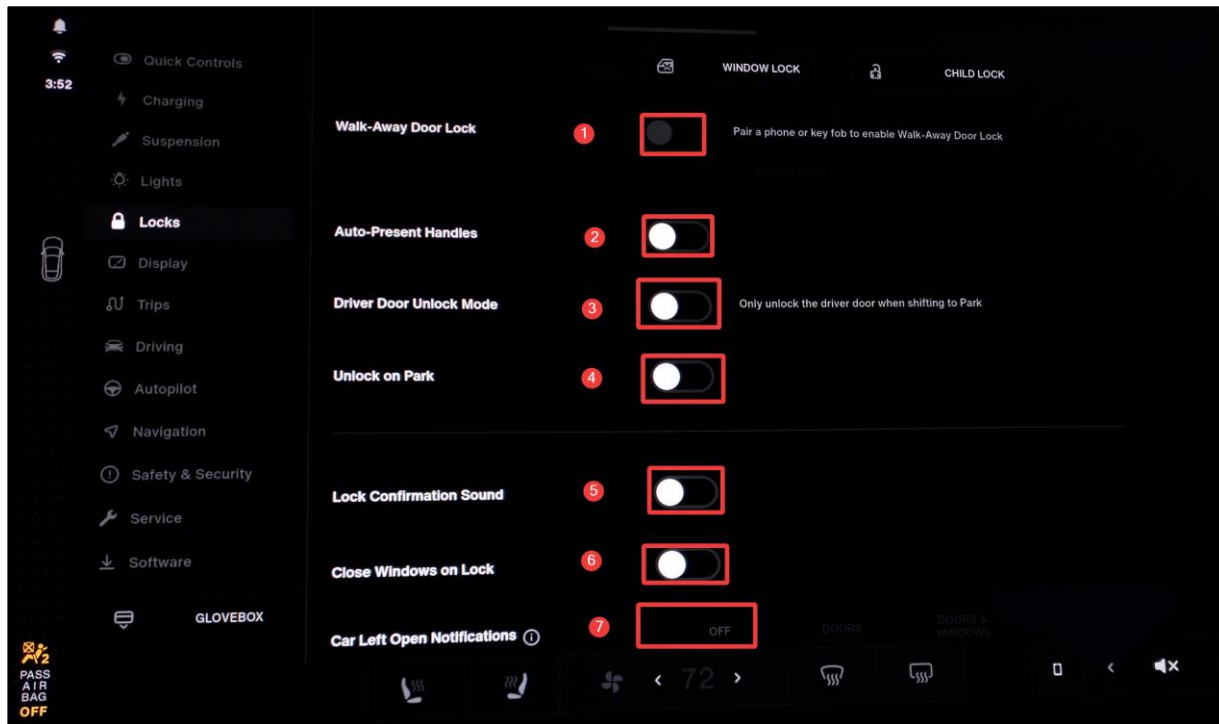 3:52
Quick Controls
Charging
Suspension
Lights
Locks
Display
Trips
Driving
Autopilot
Navigation
Safety & Security
Service
Software
GLOVEBOX
WINDOW LOCK
CHILD LOCK
Walk-Away Door Lock
1
Pair a phone or key fob to enable Walk-Away Door Lock
Auto-Present Handles
2
Driver Door Unlock Mode
3
Only unlock the driver door when shifting to Park
Unlock on Park
4
Lock Confirmation Sound
5
Close Windows on Lock
6
Car Left Open Notifications
7
OFF
DOORS
DOORS &
WINDOWS
2
PASS
AIR
BAG
OFF
72